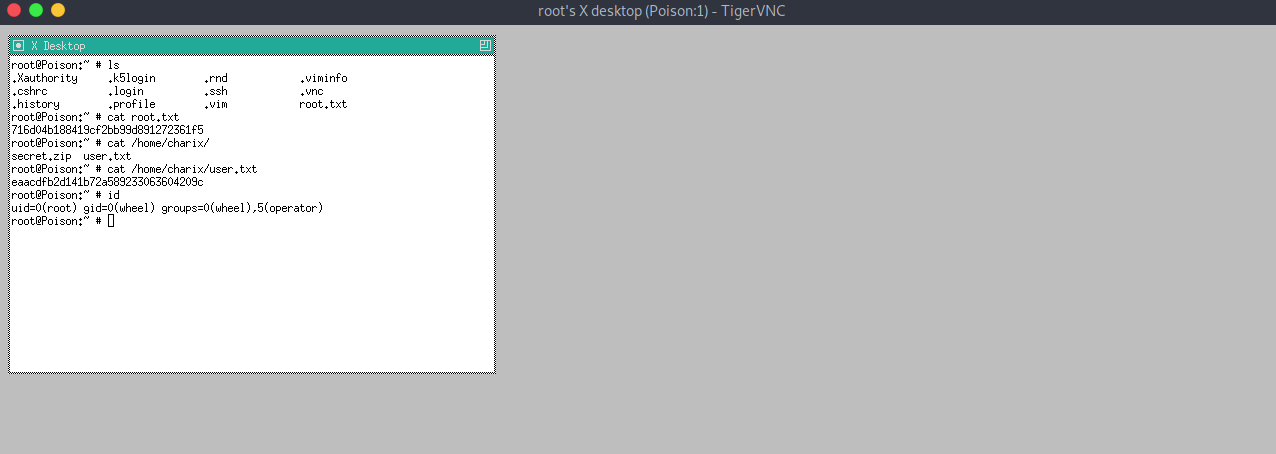 root's X desktop (Poison:1) - TigerVNC
X Desktop
root@Poison:~ # ls
.Xauthority .k5login .rnd .viminfo
.cshrc .login .ssh .vnc
.history .profile .vim root.txt
root@Poison:~ # cat root.txt
716d04b188419cf2bb99d891272361f5
root@Poison:~ # cat /home/charix/
secret.zip user.txt
root@Poison:~ # cat /home/charix/user.txt
eaacdfb2d141b72a589233063604209c
root@Poison:~ # id
uid=0(root) gid=0(wheel) groups=0(wheel),5(operator)
root@Poison:~ #